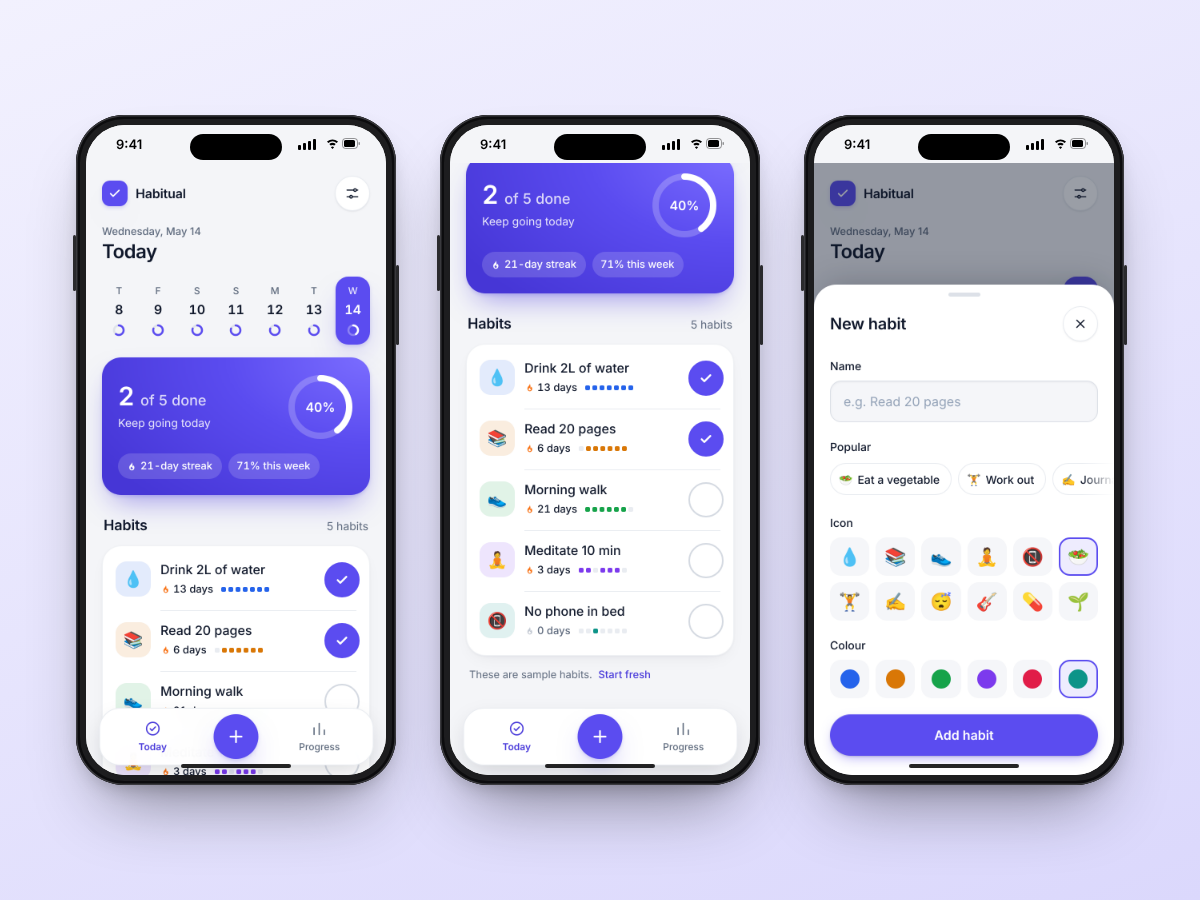 9:41
Habitual
Wednesday, May 14
Today
T F S S M T W
8 9 10 11 12 13 14
2 of 5 done
Keep going today
40%
21-day streak
71% this week
Habits
5 habits
Drink 2L of water
13 days
Read 20 pages
6 days
Morning walk
3 days
Today
Progress
9:41
2 of 5 done
Keep going today
40%
21-day streak
71% this week
Habits
5 habits
Drink 2L of water
13 days
Read 20 pages
6 days
Morning walk
21 days
Meditate 10 min
3 days
No phone in bed
0 days
These are sample habits. Start fresh
Today
Progress
9:41
Habitual
Wednesday, May 14
Today
New habit
Name
e.g. Read 20 pages
Popular
Eat a vegetable
Work out
Journ
Icon
Colour
Add habit